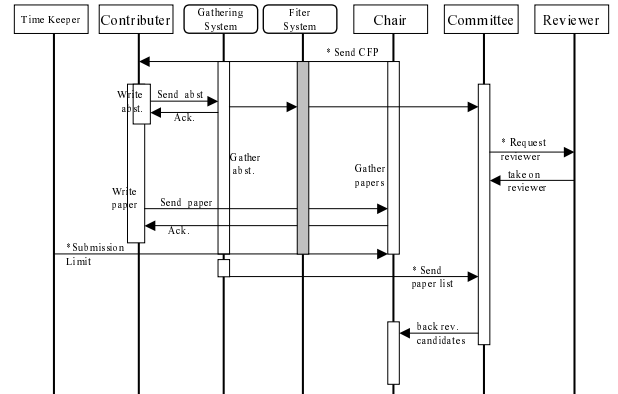 Time Keeper
Contributer
Gathering
System
Fiter
System
Chair
Committee
Reviewer
* Send CFP
Write
abst.
Send abst
Ack.
* Request
reviewer
Gather
abst.
Gather
papers
take on
reviewer
Write
paper
Send paper
Ack.
*Submission
Limit
* Send
paper list
back rev.
candidates